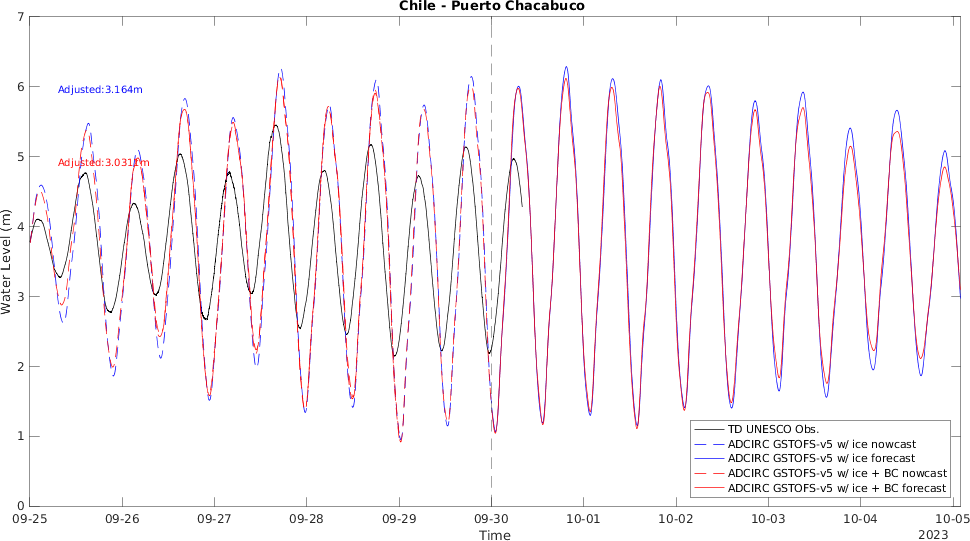 Chile - Puerto Chacabuco
7
6
5
4
3
2
1
0
Water Level (m)
Adjusted:3.164m
Adjusted:3.0311m
TD UNESCO Obs.
ADCIRC GSTOFS-v5 w/ ice nowcast
ADCIRC GSTOFS-v5 w/ ice forecast
ADCIRC GSTOFS-v5 w/ ice + BC nowcast
ADCIRC GSTOFS-v5 w/ ice + BC forecast
09-25 09-26 09-27 09-28 09-29 09-30 10-01 10-02 10-03 10-04 10-05
Time
2023